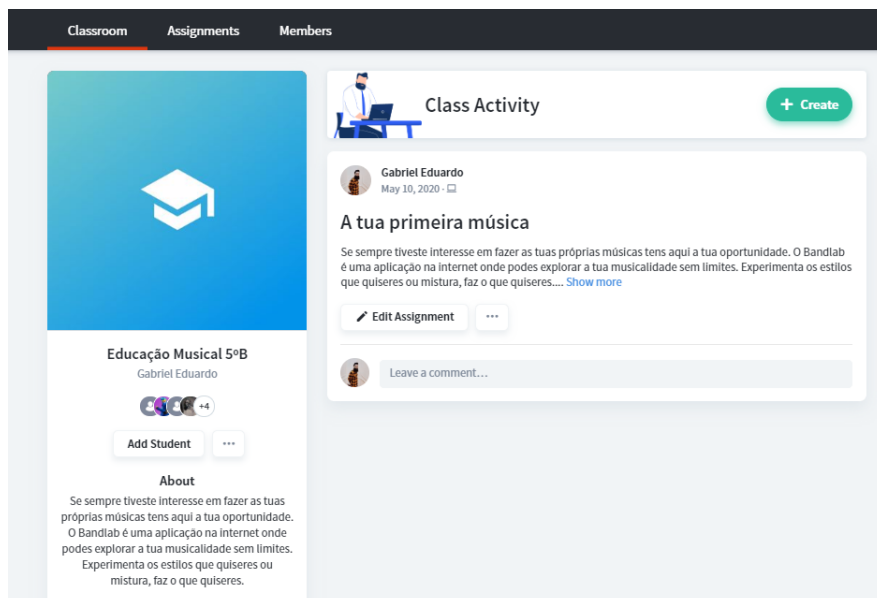 Classroom Assignments Members
Class Activity
+ Create
Gabriel Eduardo
May 10, 2020 ·
A tua primeira música
Se sempre tiveste interesse em fazer as tuas próprias músicas tens aqui a tua oportunidade. O Bandlab
é uma aplicação na internet onde podes explorar a tua musicalidade sem limites. Experimenta os estilos
que quiseres ou mistura, faz o que quiseres.... Show more
Edit Assignment ···
Leave a comment...
Educação Musical 5ºB
Gabriel Eduardo
+4
Add Student ···
About
Se sempre tiveste interesse em fazer as tuas
próprias músicas tens aqui a tua oportunidade.
O Bandlab é uma aplicação na internet onde
podes explorar a tua musicalidade sem limites.
Experimenta os estilos que quiseres ou
mistura, faz o que quiseres.